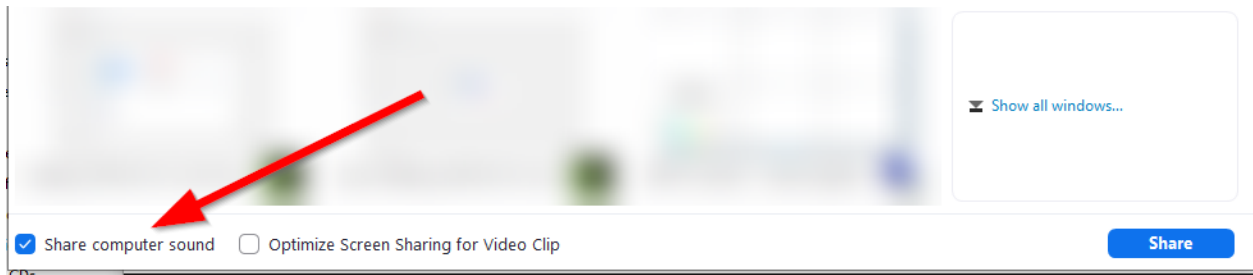 Show all windows...
Share computer sound
Optimize Screen Sharing for Video Clip
Share